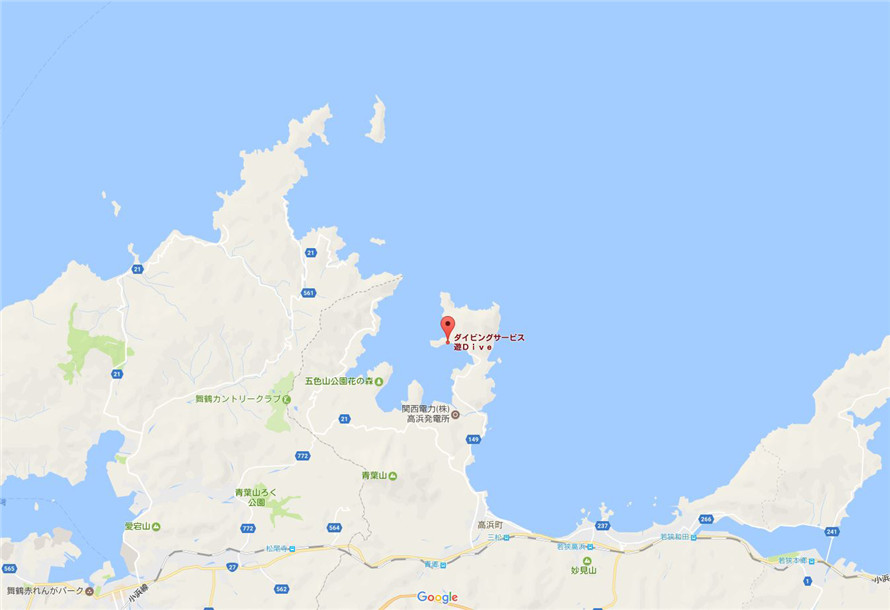 21
21
561
ダイビングサービス
遊Dive
21
五色山公園花の森
舞鶴カントリークラブ
関西電力(株)
高浜発電所
21
149
772
青葉山
青葉山ろく
公園
772
564
愛宕山
高浜町
三松
237
266
241
若狭高浜
若狭和田
松尾寺
青郷
若狭本郷
妙見山
565
27
562
1
舞鶴赤れんがパーク
小浜線
Google
小浜